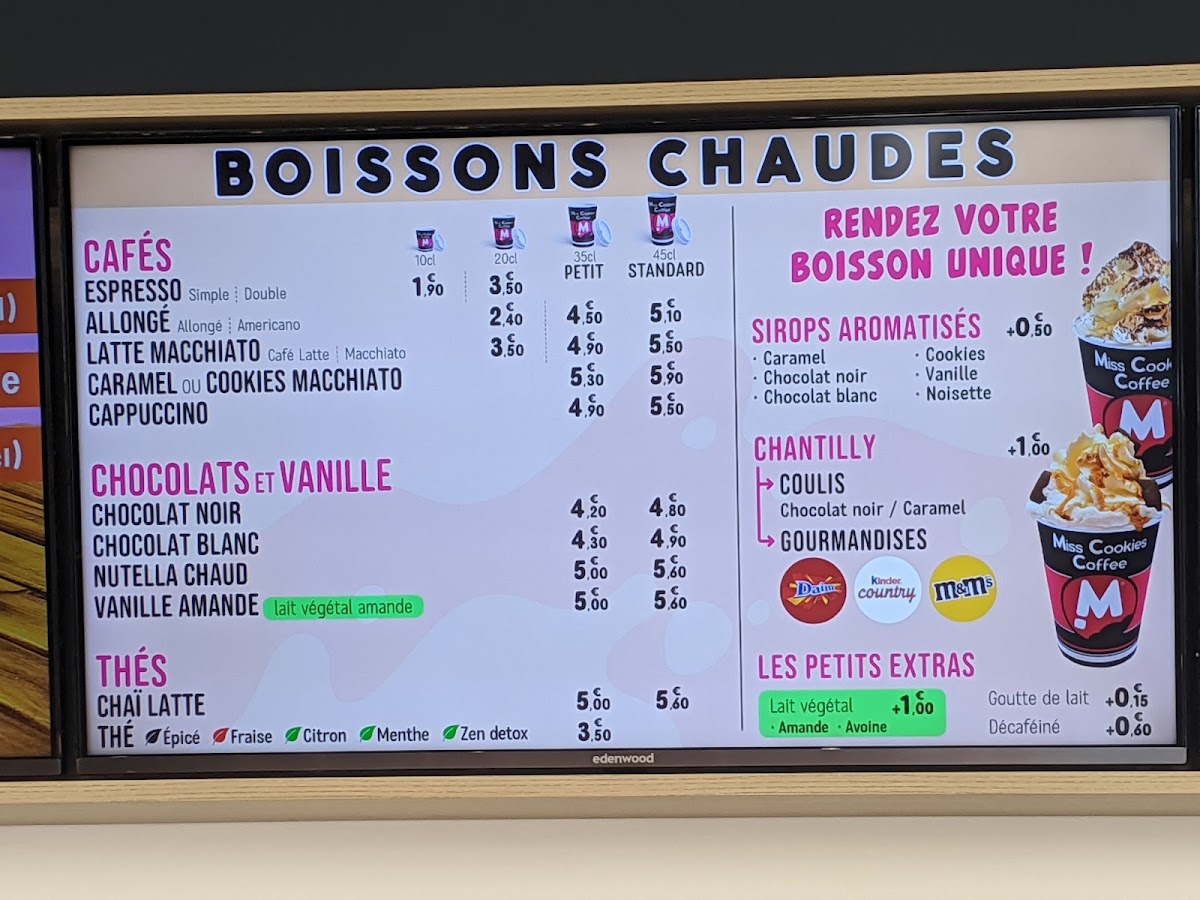 BOISSONS CHAUDES
CAFÉS
10cl 20cl 35cl PETIT 45cl STANDARD
ESPRESSO Simple Double 1€,90 3€,50
ALLONGÉ Allongé Americano 2€,40 4€,50 5€,10
LATTE MACCHIATO Café Latte Macchiato 3€,50 4€,90 5€,50
CARAMEL OU COOKIES MACCHIATO 5€,30 5€,90
CAPPUCCINO 4€,90 5€,50
CHOCOLATS ET VANILLE
CHOCOLAT NOIR 4€,20 4€,80
CHOCOLAT BLANC 4€,30 4€,90
NUTELLA CHAUD 5€,00 5€,60
VANILLE AMANDE lait végétal amande 5€,00 5€,60
THÉS
CHAÏ LATTE 5€,00 5€,60
THÉ Épicé Fraise Citron Menthe Zen detox 3€,50
RENDEZ VOTRE
BOISSON UNIQUE !
SIROPS AROMATISÉS +0€,50
· Caramel · Cookies
· Chocolat noir · Vanille
· Chocolat blanc · Noisette
CHANTILLY +1€,00
COULIS
Chocolat noir / Caramel
GOURMANDISES
Daim Kinder country m&m's
LES PETITS EXTRAS
Lait végétal +1€,00 Goutte de lait +0€,15
· Amande · Avoine Décaféiné +0€,60
Miss Cook
Coffee
M
Miss Cookies
Coffee
M
edenwood